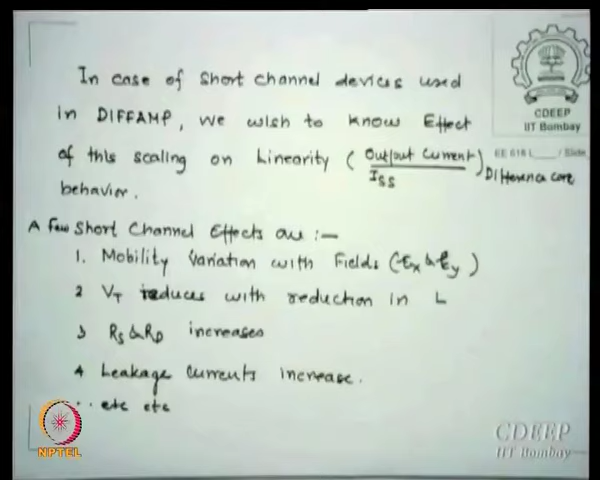 CDEEP
IIT Bombay
EE 618 L____ / Slide
In case of short channel devices used
in DIFFAMP, we wish to know Effect
of this scaling on Linearity (Output Current / ISS) Difference core
behavior.
A few Short Channel Effects are :-
1. Mobility Variation with Fields (Ex & Ey)
2 VT reduces with reduction in L
3 RS & RD increases
4 Leakage currents increase.
.. etc etc
NPTEL
CDEEP
IIT Bombay